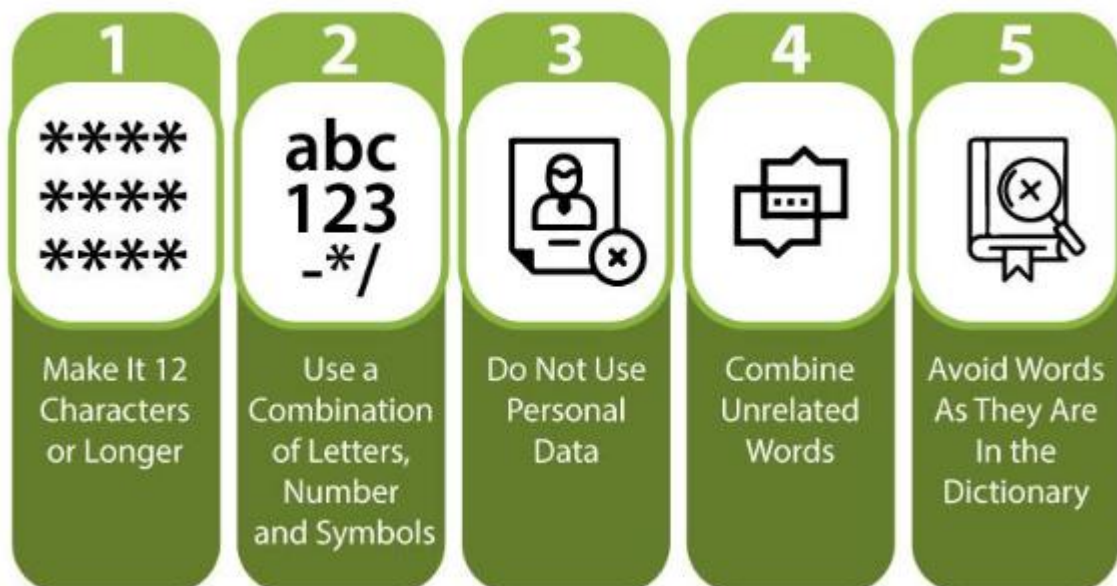 1
****
****
****
Make It 12
Characters
or Longer
2
abc
123
-*/
Use a
Combination
of Letters,
Number
and Symbols
3
Do Not Use
Personal
Data
4
Combine
Unrelated
Words
5
Avoid Words
As They Are
In the
Dictionary